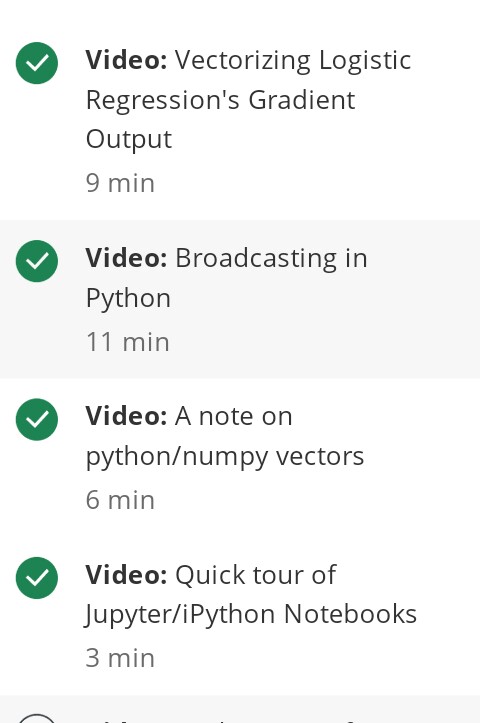 Video: Vectorizing Logistic
Regression's Gradient
Output
9 min
Video: Broadcasting in
Python
11 min
Video: A note on
python/numpy vectors
6 min
Video: Quick tour of
Jupyter/iPython Notebooks
3 min